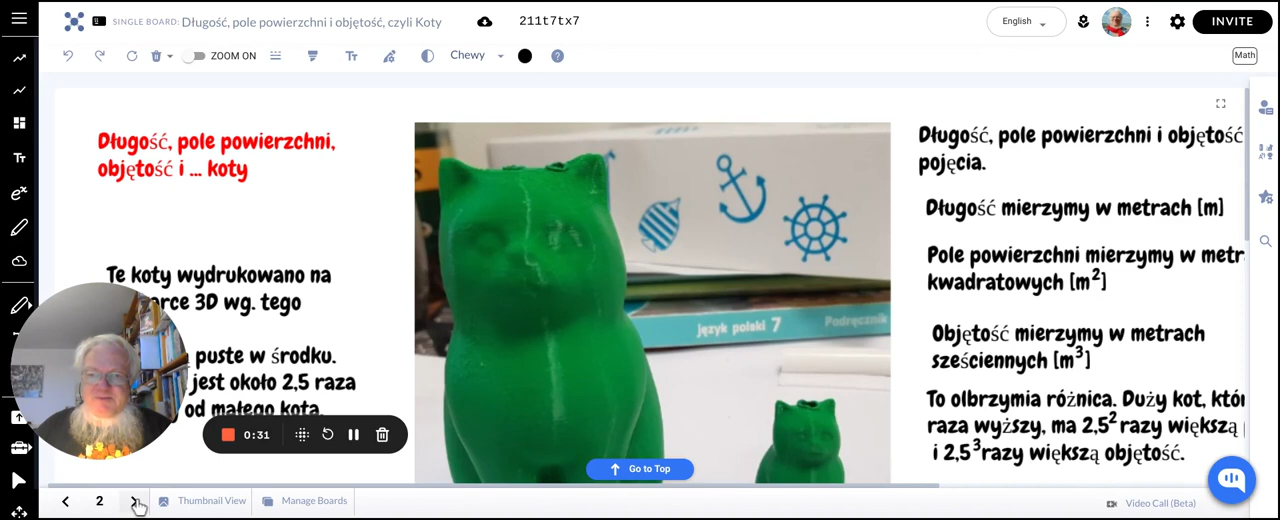 SINGLE BOARD: Długość, pole powierzchni i objętość, czyli Koty
211t7tx7
English
INVITE
ZOOM ON
Tт
Chewy
Math
Długość, pole powierzchni,
objętość i ... koty
Te koty wydrukowano na
arce 3D wg. tego
puste w środku.
jest około 2,5 raza
od małego kota.
język polski 7
Podręcznik
Długość, pole powierzchni i objętość
pojęcia.
Długość mierzymy w metrach [m]
Pole powierzchni mierzymy w metr
kwadratowych [m²]
Objętość mierzymy w metrach
sześciennych [m³]
To olbrzymia różnica. Duży kot, któr
raza wyższy, ma 2,5² razy większą
i 2,5³razy większą objętość.
0:31
Go to Top
2
Thumbnail View
Manage Boards
Video Call (Beta)